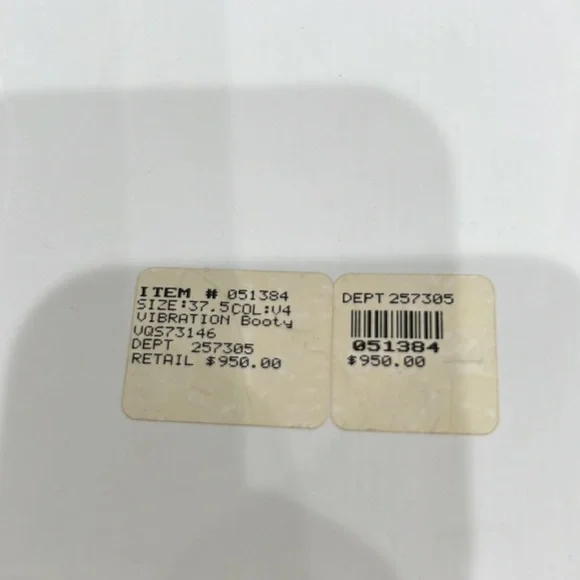 ITEM # 051384
SIZE:37.5COL:V4
VIBRATION Booty
VQS73146
DEPT 257305
RETAIL $950.00
DEPT 257305
051384
$950.00